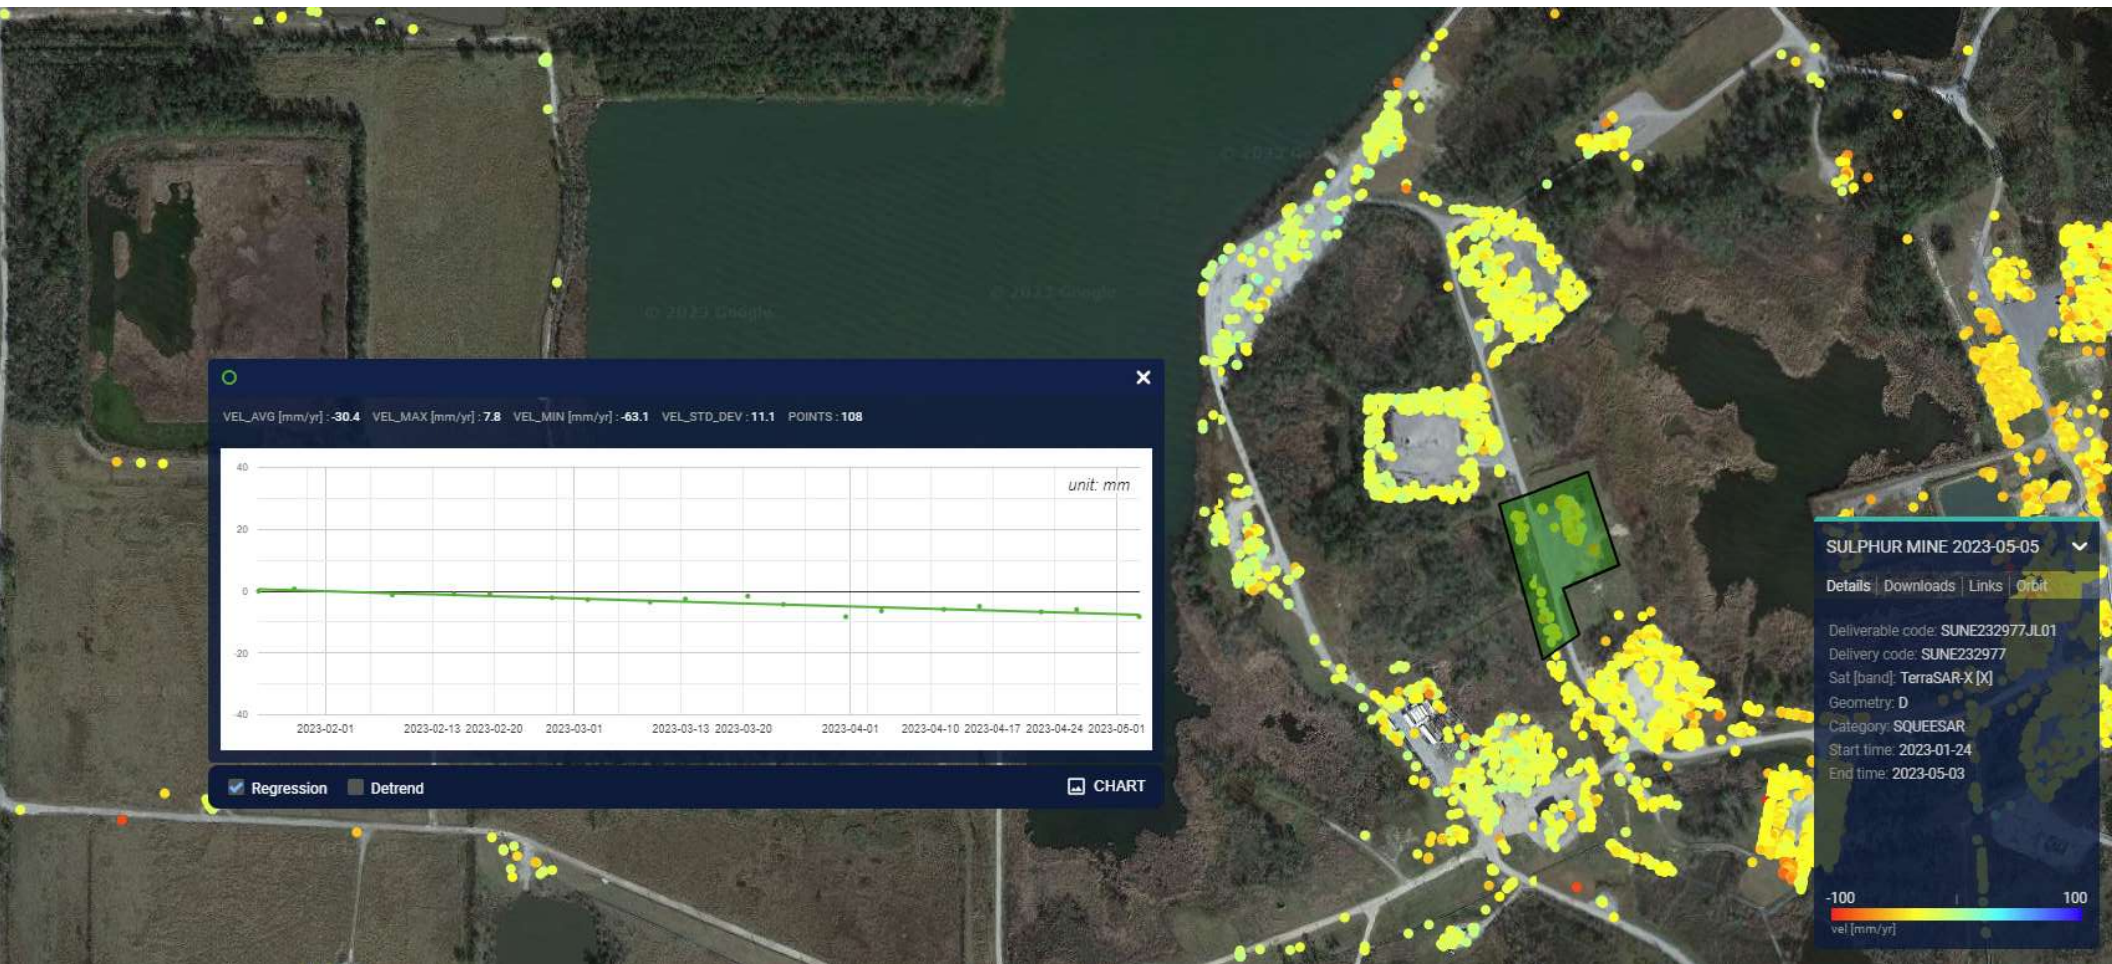 © 2023 Google
© 2023 Google
VEL_AVG [mm/yr] : -30.4 VEL_MAX [mm/yr] : 7.8 VEL_MIN [mm/yr] : -63.1 VEL_STD_DEV : 11.1 POINTS : 108
unit: mm
40
20
0
-20
-40
2023-02-01 2023-02-13 2023-02-20 2023-03-01 2023-03-13 2023-03-20 2023-04-01 2023-04-10 2023-04-17 2023-04-24 2023-05-01
Regression Detrend CHART
SULPHUR MINE 2023-05-05
Details | Downloads | Links | Orbit
Deliverable code: SUNE232977JL01
Delivery code: SUNE232977
Sat [band]: TerraSAR-X [X]
Geometry: D
Category: SQUEESAR
Start time: 2023-01-24
End time: 2023-05-03
-100 100
vel [mm/yr]